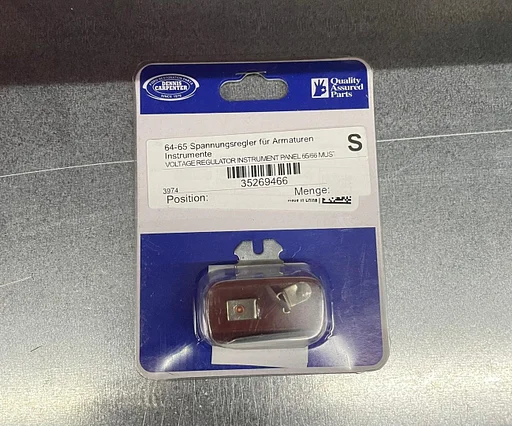 DENNIS
CARPENTER
Quality
Assured
Parts
64-65 Spannungsregler für Armaturen
Instrumente
S
VOLTAGE REGULATOR INSTRUMENT PANEL 65/66 MUS
35269466
3974
Position:
Menge:
Made in China